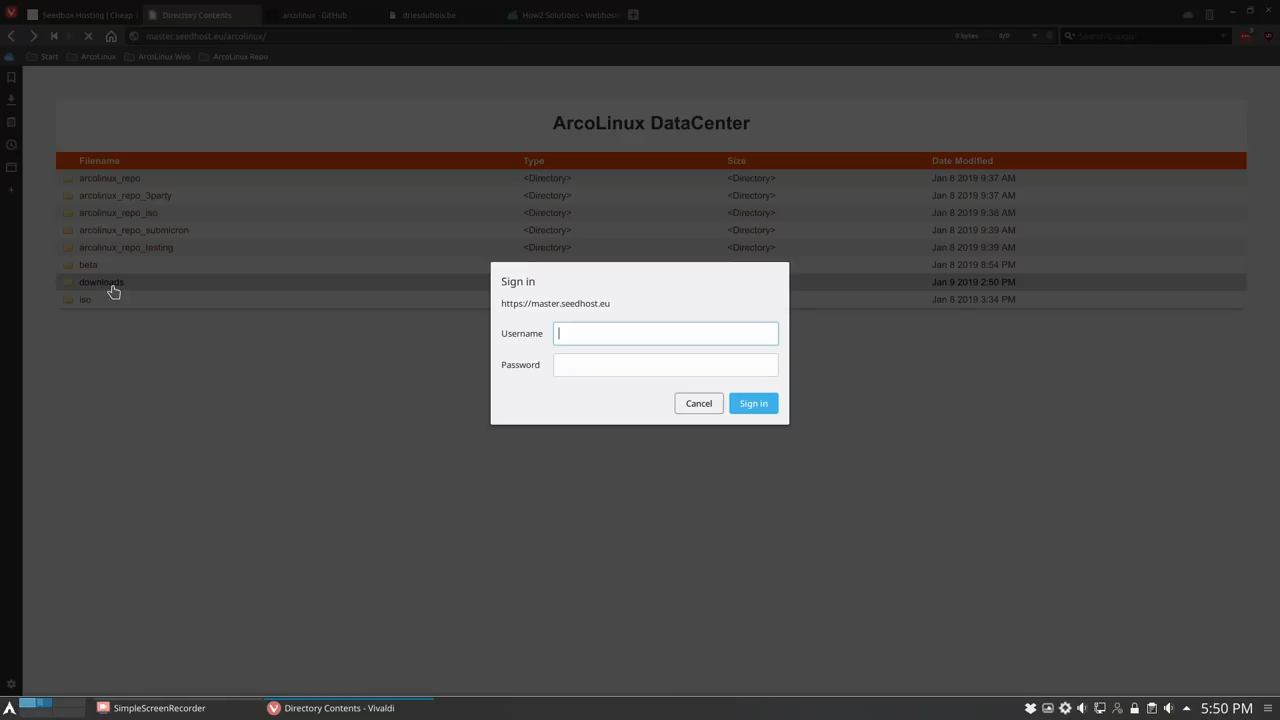 Seedbox Hosting | Cheap
Directory Contents
arcolinux · GitHub
driesdubois.be
How2 Solutions - Webhos
master.seedhost.eu/arcolinux/
0 bytes
0/0
Search Google
Start
ArcoLinux
ArcoLinux Web
ArcoLinux Repo
ArcoLinux DataCenter
Filename Type Size Date Modified
arcolinux_repo <Directory> <Directory> Jan 8 2019 9:37 AM
arcolinux_repo_3party <Directory> <Directory> Jan 8 2019 9:37 AM
arcolinux_repo_iso <Directory> <Directory> Jan 8 2019 9:38 AM
arcolinux_repo_submicron <Directory> <Directory> Jan 8 2019 9:39 AM
arcolinux_repo_testing <Directory> <Directory> Jan 8 2019 9:39 AM
beta Jan 8 2019 8:54 PM
downloads Jan 9 2019 2:50 PM
iso Jan 8 2019 3:34 PM
Sign in
https://master.seedhost.eu
Username
Password
Cancel
Sign in
SimpleScreenRecorder
Directory Contents - Vivaldi
5:50 PM